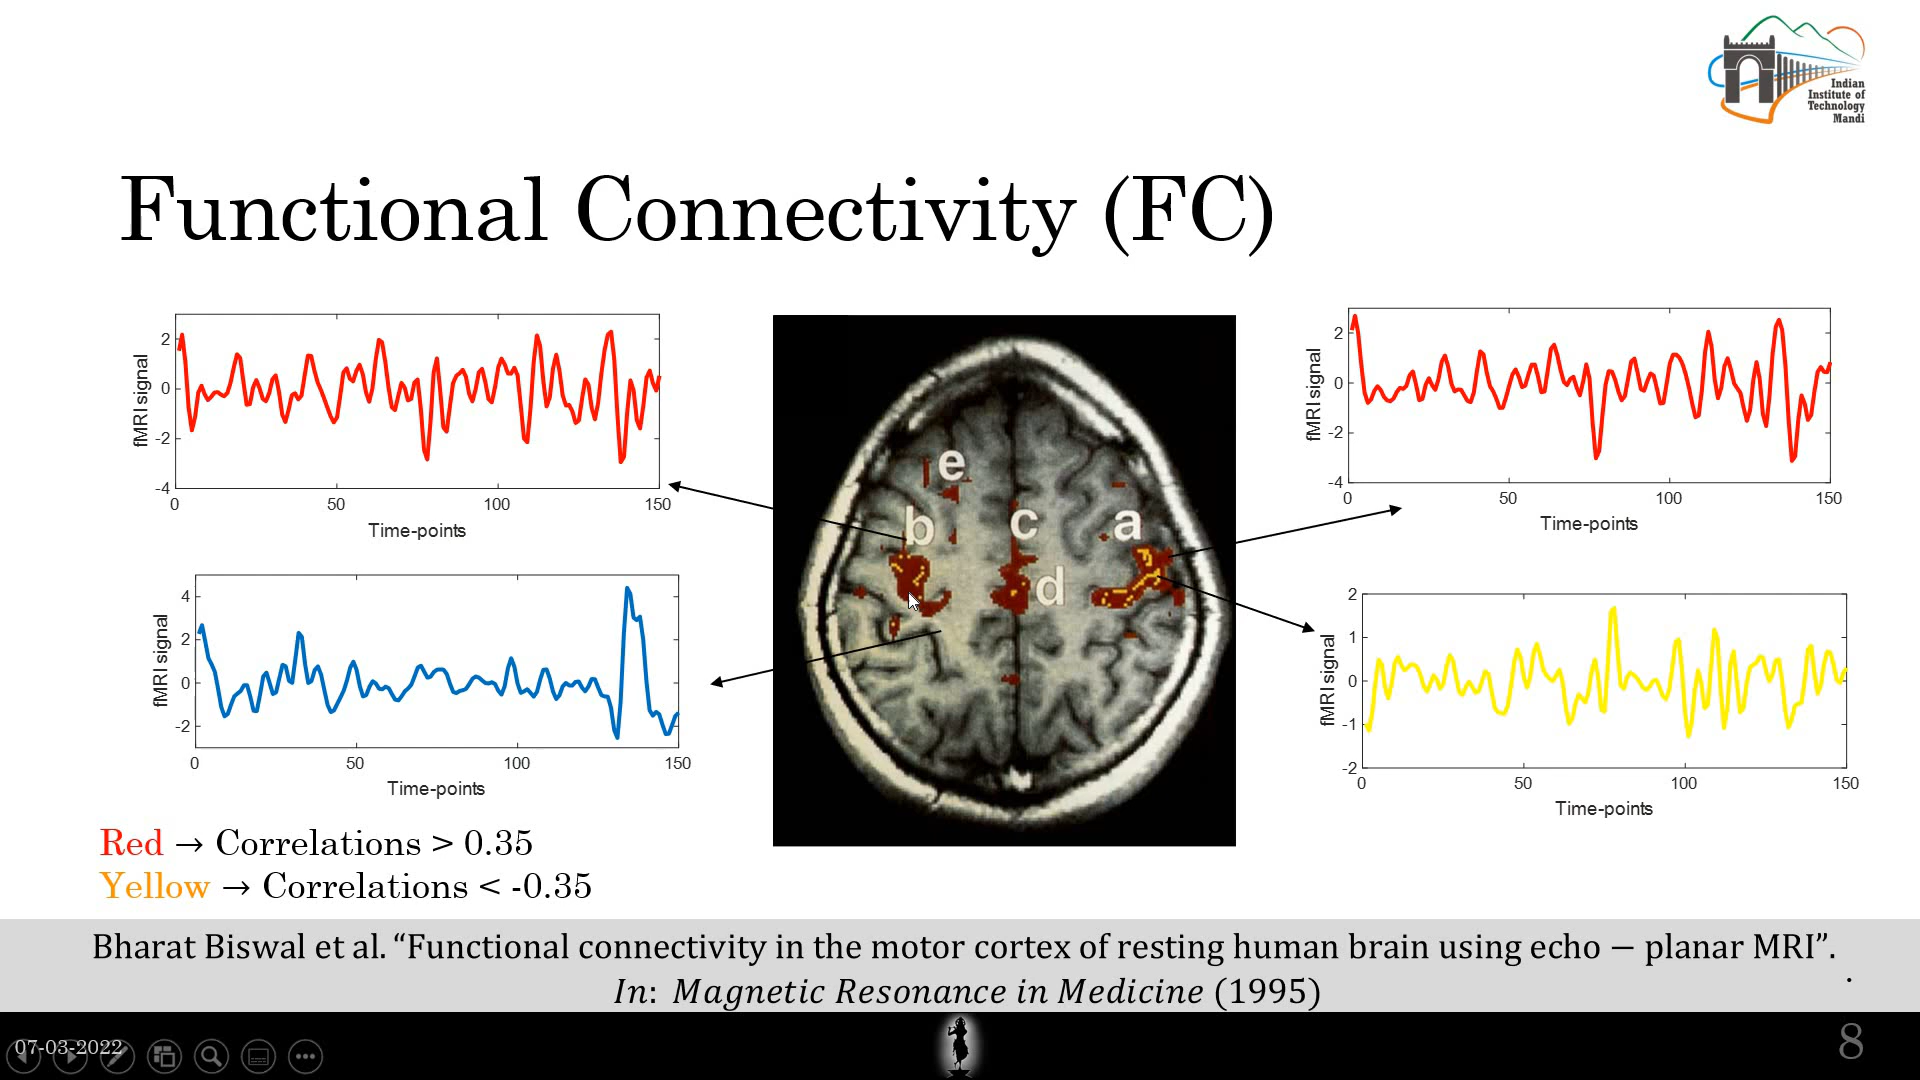 Indian
Institute of
Technology
Mandi
Functional Connectivity (FC)
fMRI signal
2
0
-2
-4
0 50 100 150
Time-points
fMRI signal
4
2
0
-2
0 50 100 150
Time-points
e
b c a
d
fMRI signal
2
0
-2
-4
0 50 100 150
Time-points
fMRI signal
2
1
0
-1
-2
0 50 100 150
Time-points
Red → Correlations > 0.35
Yellow → Correlations < -0.35
Bharat Biswal et al. “Functional connectivity in the motor cortex of resting human brain using echo − planar MRI”.
In: Magnetic Resonance in Medicine (1995)
.
07-03-2022
8